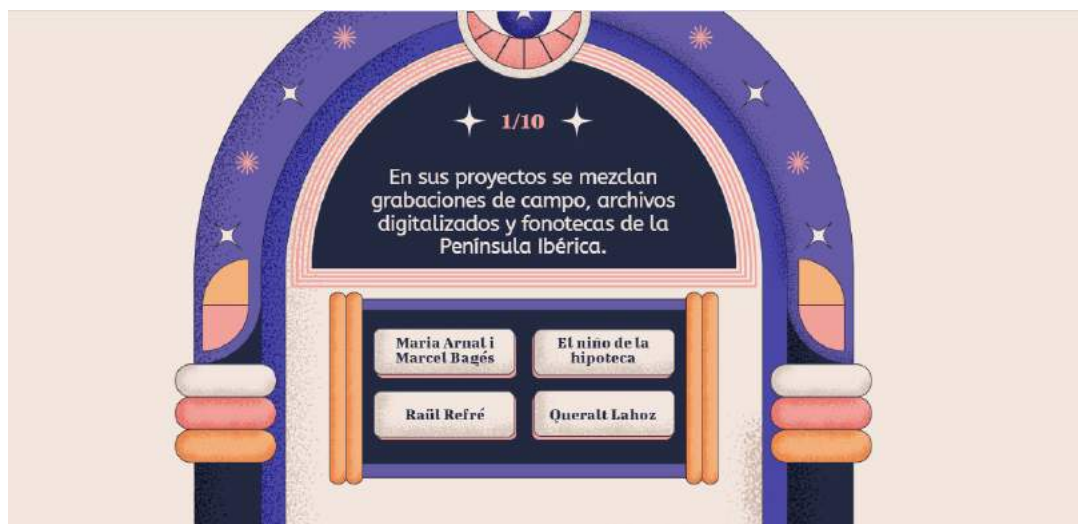 1/10
En sus proyectos se mezclan
grabaciones de campo, archivos
digitalizados y fonotecas de la
Península Ibérica.
Maria Arnal i
Marcel Bagés
El niño de la
hipoteca
Raül Refré
Queralt Lahoz